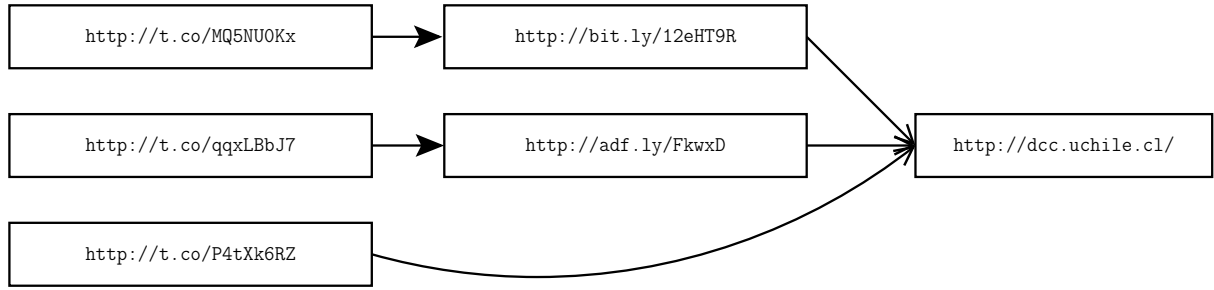 http://t.co/MQ5NU0Kx
http://bit.ly/12eHT9R
http://t.co/qqxLBbJ7
http://adf.ly/FkwxD
http://dcc.uchile.cl/
http://t.co/P4tXk6RZ